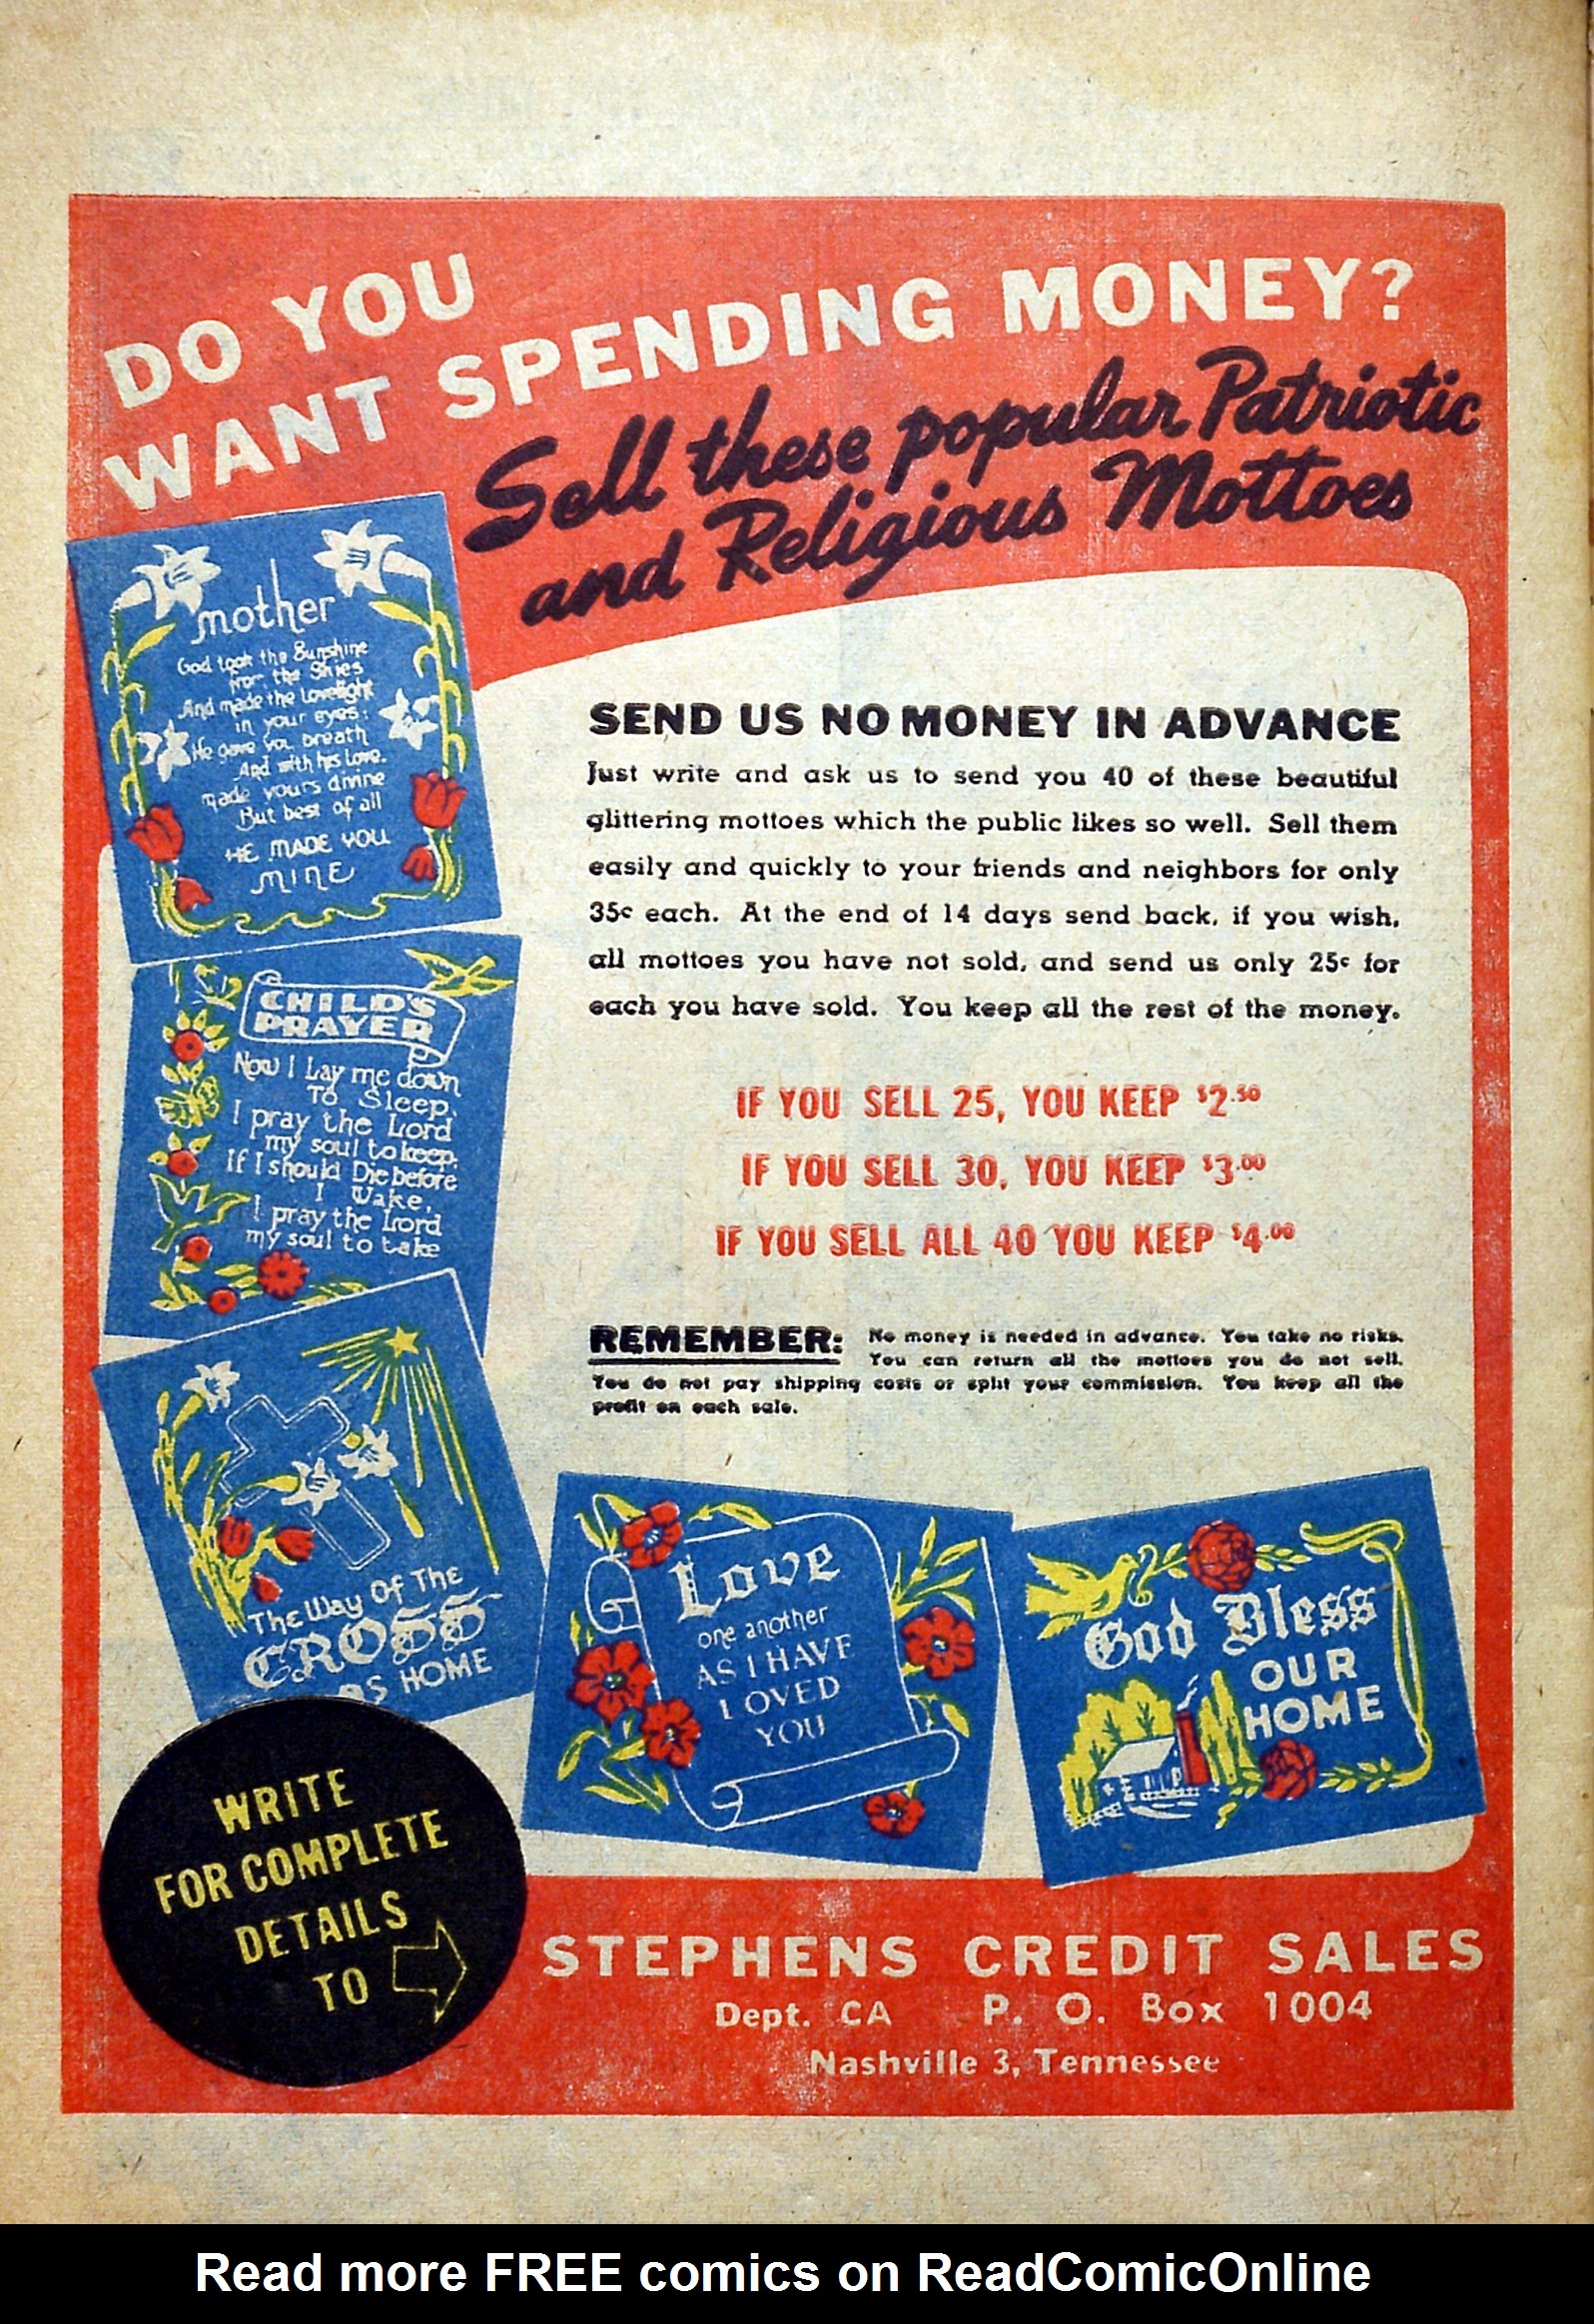 DO YOU
WANT SPENDING MONEY?
Sell these popular Patriotic
and Religious Mottoes
mother
God took the Sunshine
from the Skies
And made the Lovelight
in your eyes;
He gave you breath
And with his Love.
made yours divine
But best of all
HE MADE YOU
MINE
CHILD'S
PRAYER
Now I Lay me down
To Sleep,
I pray the Lord
my soul to keep.
If I should Die before
I Wake,
I pray the Lord
my soul to take
The Way Of The
CROSS
HOME
SEND US NO MONEY IN ADVANCE
Just write and ask us to send you 40 of these beautiful
glittering mottoes which the public likes so well. Sell them
easily and quickly to your friends and neighbors for only
35c each. At the end of 14 days send back, if you wish,
all mottoes you have not sold, and send us only 25c for
each you have sold. You keep all the rest of the money.
IF YOU SELL 25, YOU KEEP $2.50
IF YOU SELL 30, YOU KEEP $3.00
IF YOU SELL ALL 40 YOU KEEP $4.00
REMEMBER: No money is needed in advance. You take no risks.
You can return all the mottoes you do not sell.
You do not pay shipping costs or split your commission. You keep all the
profit on each sale.
Love
one another
AS I HAVE
LOVED
YOU
God Bless
OUR
HOME
WRITE
FOR COMPLETE
DETAILS
TO
STEPHENS CREDIT SALES
Dept. CA P. O. Box 1004
Nashville 3, Tennessee
Read more FREE comics on ReadComicOnline